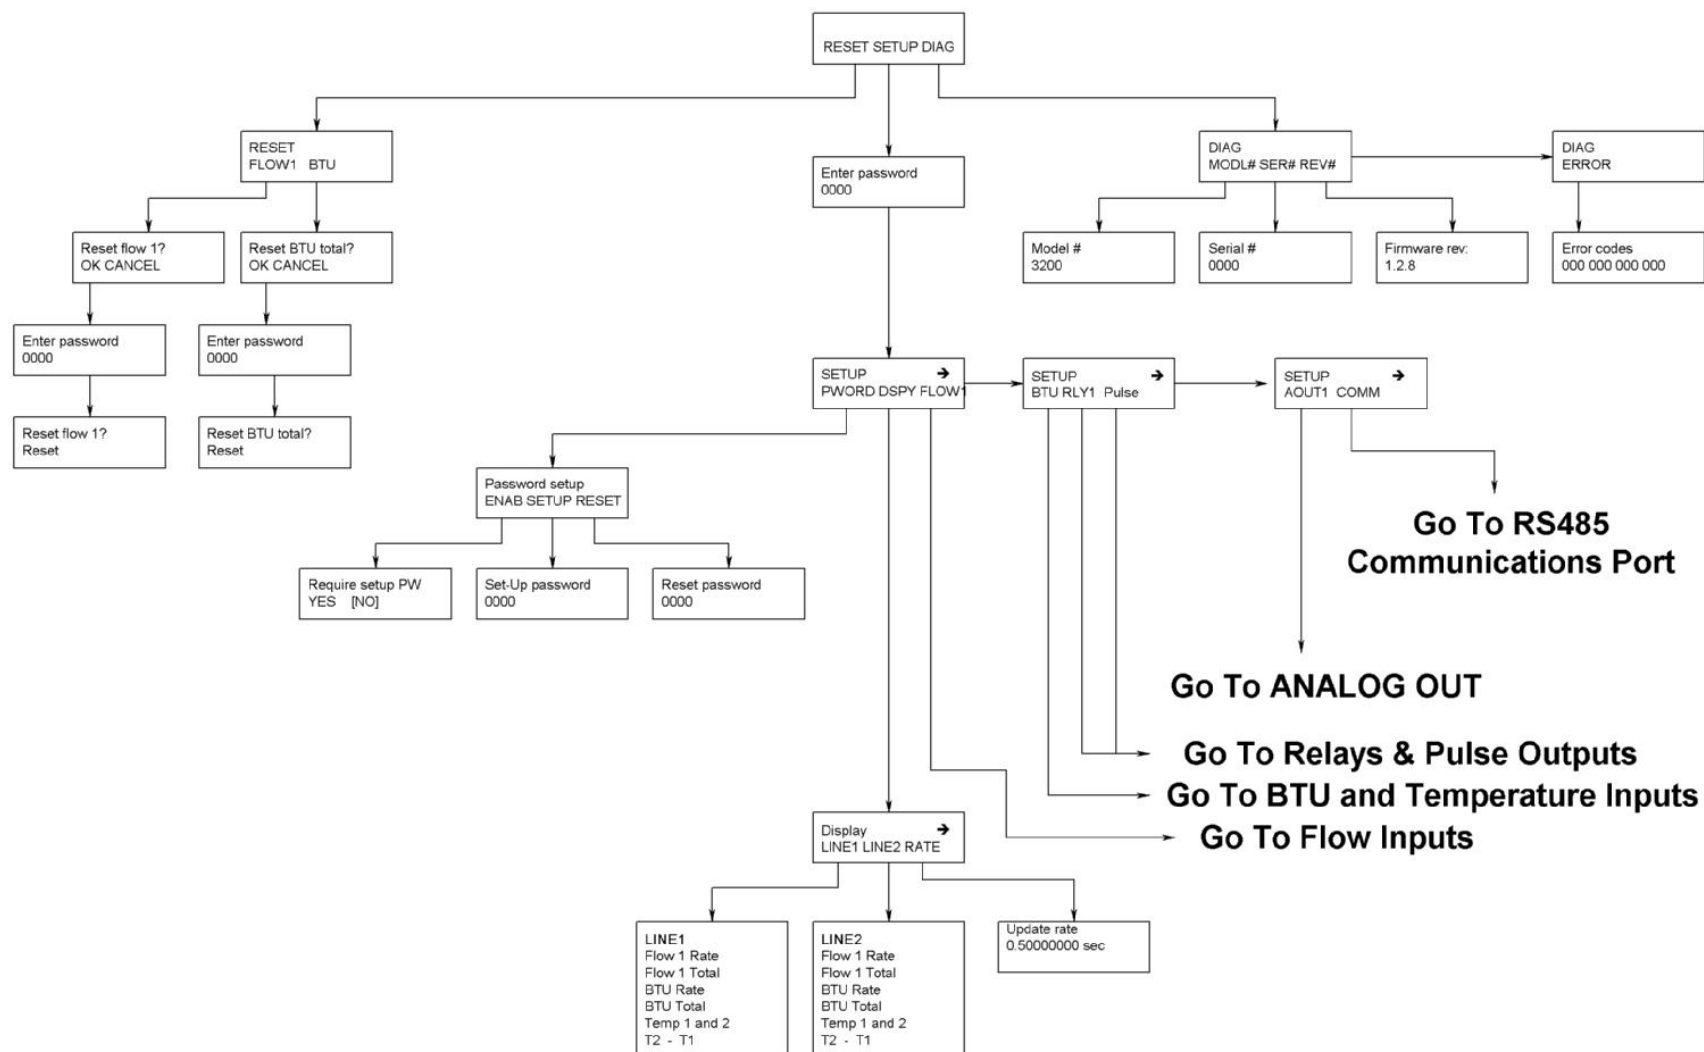 RESET SETUP DIAG
RESET
FLOW1 BTU
Reset flow 1?
OK CANCEL
Enter password
0000
Reset flow 1?
Reset
Reset BTU total?
OK CANCEL
Enter password
0000
Reset BTU total?
Reset
Enter password
0000
DIAG
MODL# SER# REV#
DIAG
ERROR
Model #
3200
Serial #
0000
Firmware rev:
1.2.8
Error codes
000 000 000 000
SETUP →
PWORD DSPY FLOW1
SETUP →
BTU RLY1 Pulse
SETUP →
AOUT1 COMM
Password setup
ENAB SETUP RESET
Require setup PW
YES [NO]
Set-Up password
0000
Reset password
0000
Go To RS485
Communications Port
Go To ANALOG OUT
Go To Relays & Pulse Outputs
Go To BTU and Temperature Inputs
Go To Flow Inputs
Display →
LINE1 LINE2 RATE
LINE1
Flow 1 Rate
Flow 1 Total
BTU Rate
BTU Total
Temp 1 and 2
T2 - T1
LINE2
Flow 1 Rate
Flow 1 Total
BTU Rate
BTU Total
Temp 1 and 2
T2 - T1
Update rate
0.50000000 sec